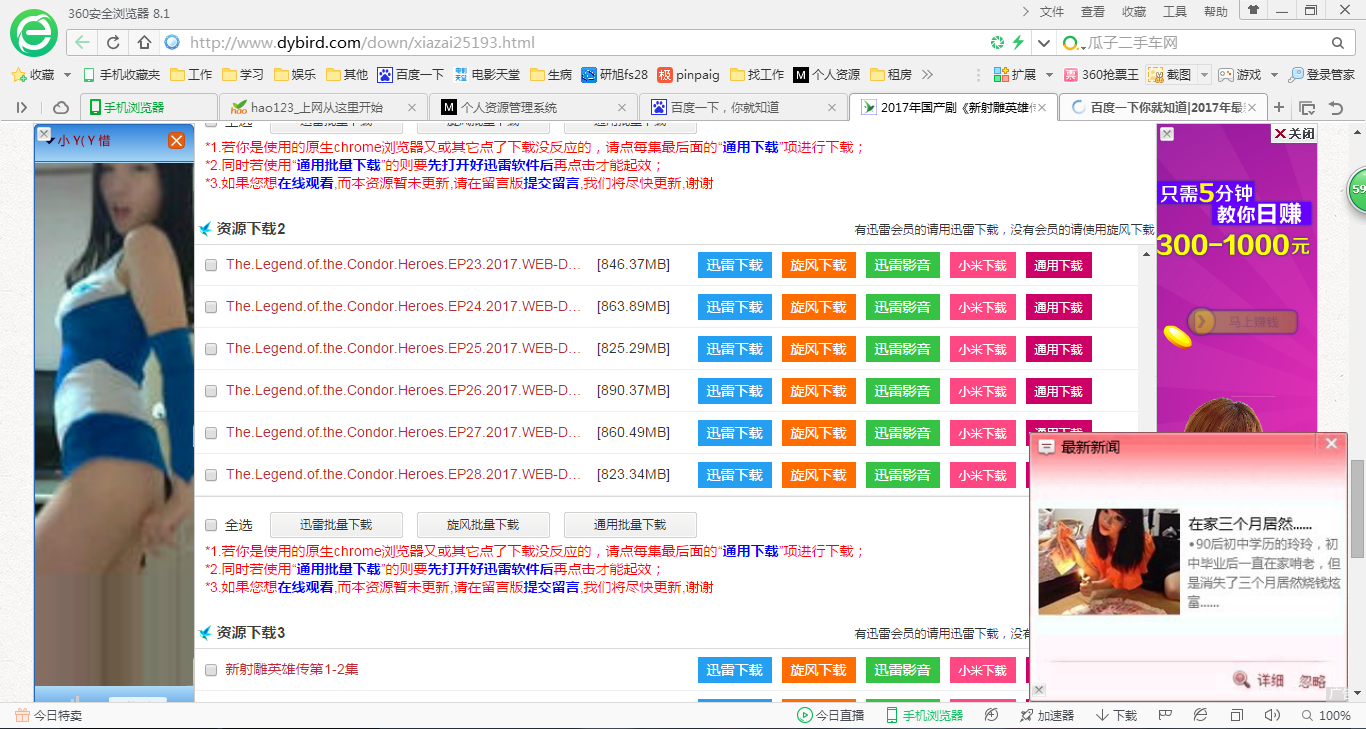 360安全浏览器 8.1
文件 查看 收藏 工具 帮助
http://www.dybird.com/down/xiazai25193.html
瓜子二手车网
收藏 手机收藏夹 工作 学习 娱乐 其他 百度一下 电影天堂 生病 研旭fs28 pinpaig 找工作 个人资源 租房 扩展 360抢票王 截图 游戏 登录管家
手机浏览器 hao123_上网从这里开始 个人资源管理系统 百度一下，你就知道 2017年国产剧《新射雕英雄 百度一下你就知道|2017年最
小 Y( Y 惜
全选 迅雷批量下载 旋风批量下载 通用批量下载
*1.若你是使用的原生chrome浏览器又或其它点了下载没反应的，请点每集最后面的“通用下载”项进行下载；
*2.同时若使用“通用批量下载”的则要先打开好迅雷软件后再点击才能起效；
*3.如果您想在线观看,而本资源暂未更新,请在留言版提交留言,我们将尽快更新,谢谢
资源下载2 有迅雷会员的请用迅雷下载，没有会员的请使用旋风下载
The.Legend.of.the.Condor.Heroes.EP23.2017.WEB-D... [846.37MB] 迅雷下载 旋风下载 迅雷影音 小米下载 通用下载
The.Legend.of.the.Condor.Heroes.EP24.2017.WEB-D... [863.89MB] 迅雷下载 旋风下载 迅雷影音 小米下载 通用下载
The.Legend.of.the.Condor.Heroes.EP25.2017.WEB-D... [825.29MB] 迅雷下载 旋风下载 迅雷影音 小米下载 通用下载
The.Legend.of.the.Condor.Heroes.EP26.2017.WEB-D... [890.37MB] 迅雷下载 旋风下载 迅雷影音 小米下载 通用下载
The.Legend.of.the.Condor.Heroes.EP27.2017.WEB-D... [860.49MB] 迅雷下载 旋风下载 迅雷影音 小米下载 通用下载
The.Legend.of.the.Condor.Heroes.EP28.2017.WEB-D... [823.34MB] 迅雷下载 旋风下载 迅雷影音 小米下载
全选 迅雷批量下载 旋风批量下载 通用批量下载
*1.若你是使用的原生chrome浏览器又或其它点了下载没反应的，请点每集最后面的“通用下载”项进行下载；
*2.同时若使用“通用批量下载”的则要先打开好迅雷软件后再点击才能起效；
*3.如果您想在线观看,而本资源暂未更新,请在留言版提交留言,我们将尽快更新,谢谢
资源下载3 有迅雷会员的请用迅雷下载，没有
新射雕英雄传第1-2集 迅雷下载 旋风下载 迅雷影音 小米下载
关闭
只需5分钟
教你日赚
300-1000元
马上赚钱
59
最新新闻
在家三个月居然......
•90后初中学历的玲玲，初
中毕业后一直在家啃老，但
是消失了三个月居然烧钱炫
富......
详细 忽略
今日特卖 今日直播 手机浏览器 加速器 下载 100%